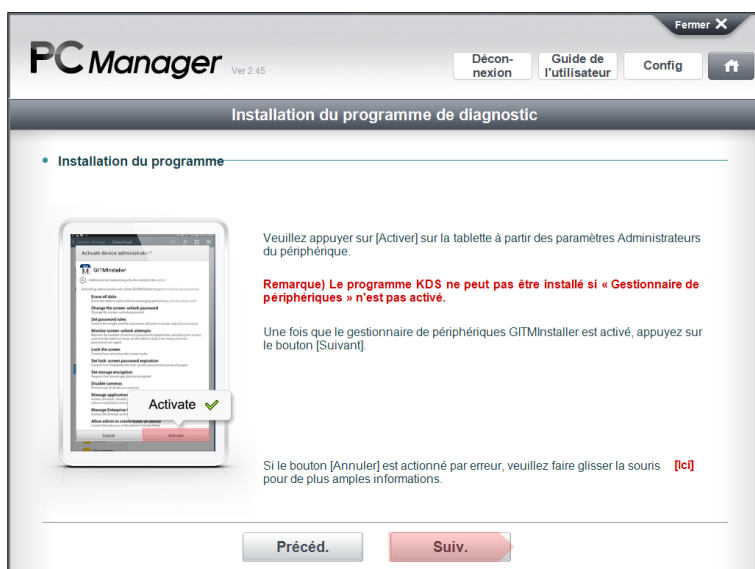 Fermer X
PC Manager Ver 2.45
Décon-
nexion
Guide de
l'utilisateur
Config
Installation du programme de diagnostic
Installation du programme
Veuillez appuyer sur [Activer] sur la tablette à partir des paramètres Administrateurs
du périphérique.
Remarque) Le programme KDS ne peut pas être installé si « Gestionnaire de
périphériques » n'est pas activé.
Une fois que le gestionnaire de périphériques GITMInstaller est activé, appuyez sur
le bouton [Suivant].
Si le bouton [Annuler] est actionné par erreur, veuillez faire glisser la souris [Ici]
pour de plus amples informations.
Activate device administrator?
GITMInstaller
Erase all data
Change the screen-unlock password
Set password rules
Monitor screen-unlock attempts
Lock the screen
Set lock-screen password expiration
Set storage encryption
Disable cameras
Manage application
Manage Enterprise
Activate
Cancel
Activate
Précéd.
Suiv.